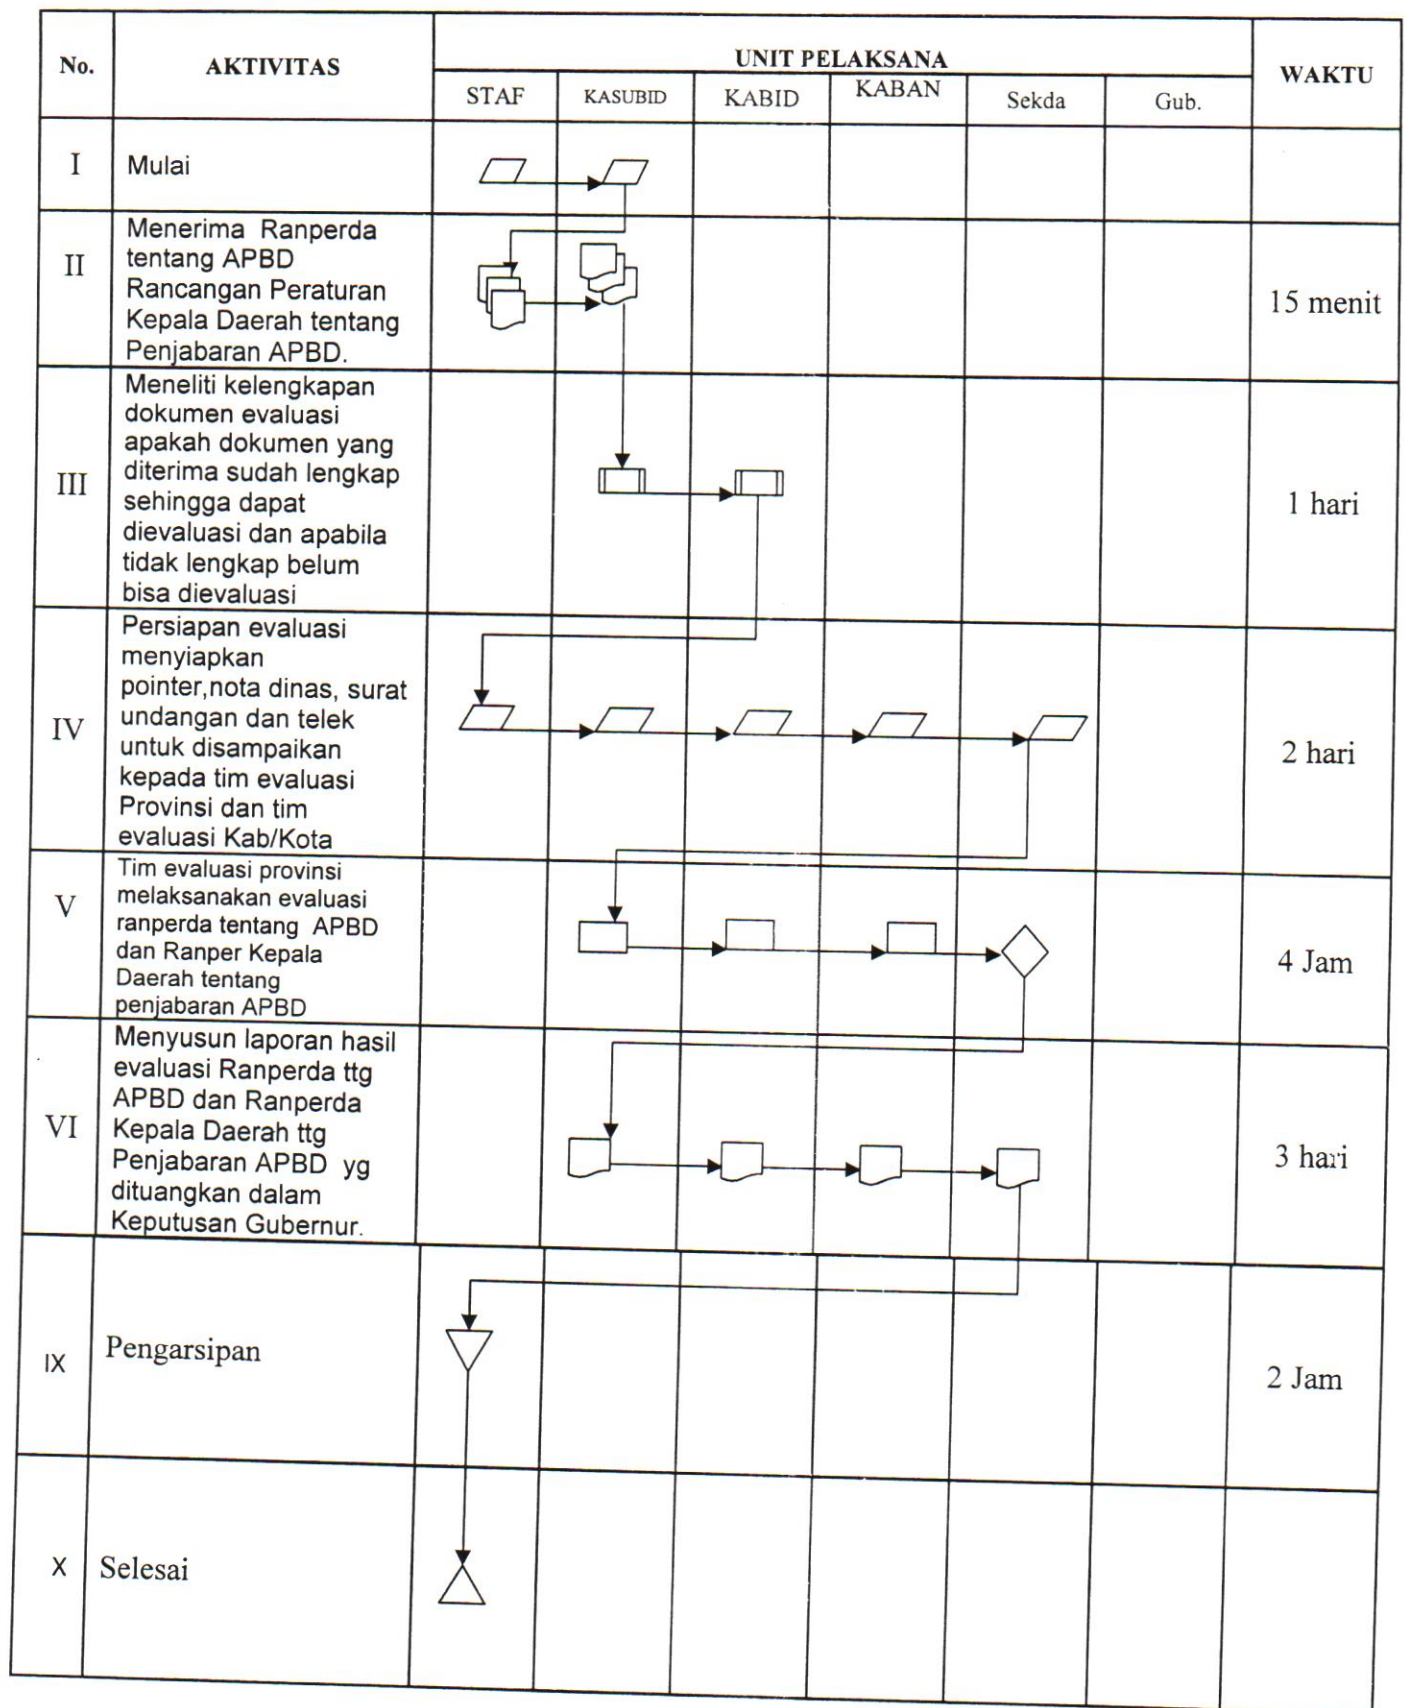 No.
AKTIVITAS
UNIT PELAKSANA
WAKTU
STAF
KASUBID
KABID
KABAN
Sekda
Gub.
I
Mulai
II
Menerima Ranperda
tentang APBD
Rancangan Peraturan
Kepala Daerah tentang
Penjabaran APBD.
15 menit
III
Meneliti kelengkapan
dokumen evaluasi
apakah dokumen yang
diterima sudah lengkap
sehingga dapat
dievaluasi dan apabila
tidak lengkap belum
bisa dievaluasi
1 hari
IV
Persiapan evaluasi
menyiapkan
pointer,nota dinas, surat
undangan dan telek
untuk disampaikan
kepada tim evaluasi
Provinsi dan tim
evaluasi Kab/Kota
2 hari
V
Tim evaluasi provinsi
melaksanakan evaluasi
ranperda tentang APBD
dan Ranper Kepala
Daerah tentang
penjabaran APBD
4 Jam
VI
Menyusun laporan hasil
evaluasi Ranperda ttg
APBD dan Ranperda
Kepala Daerah ttg
Penjabaran APBD yg
dituangkan dalam
Keputusan Gubernur.
3 hari
IX
Pengarsipan
2 Jam
X
Selesai